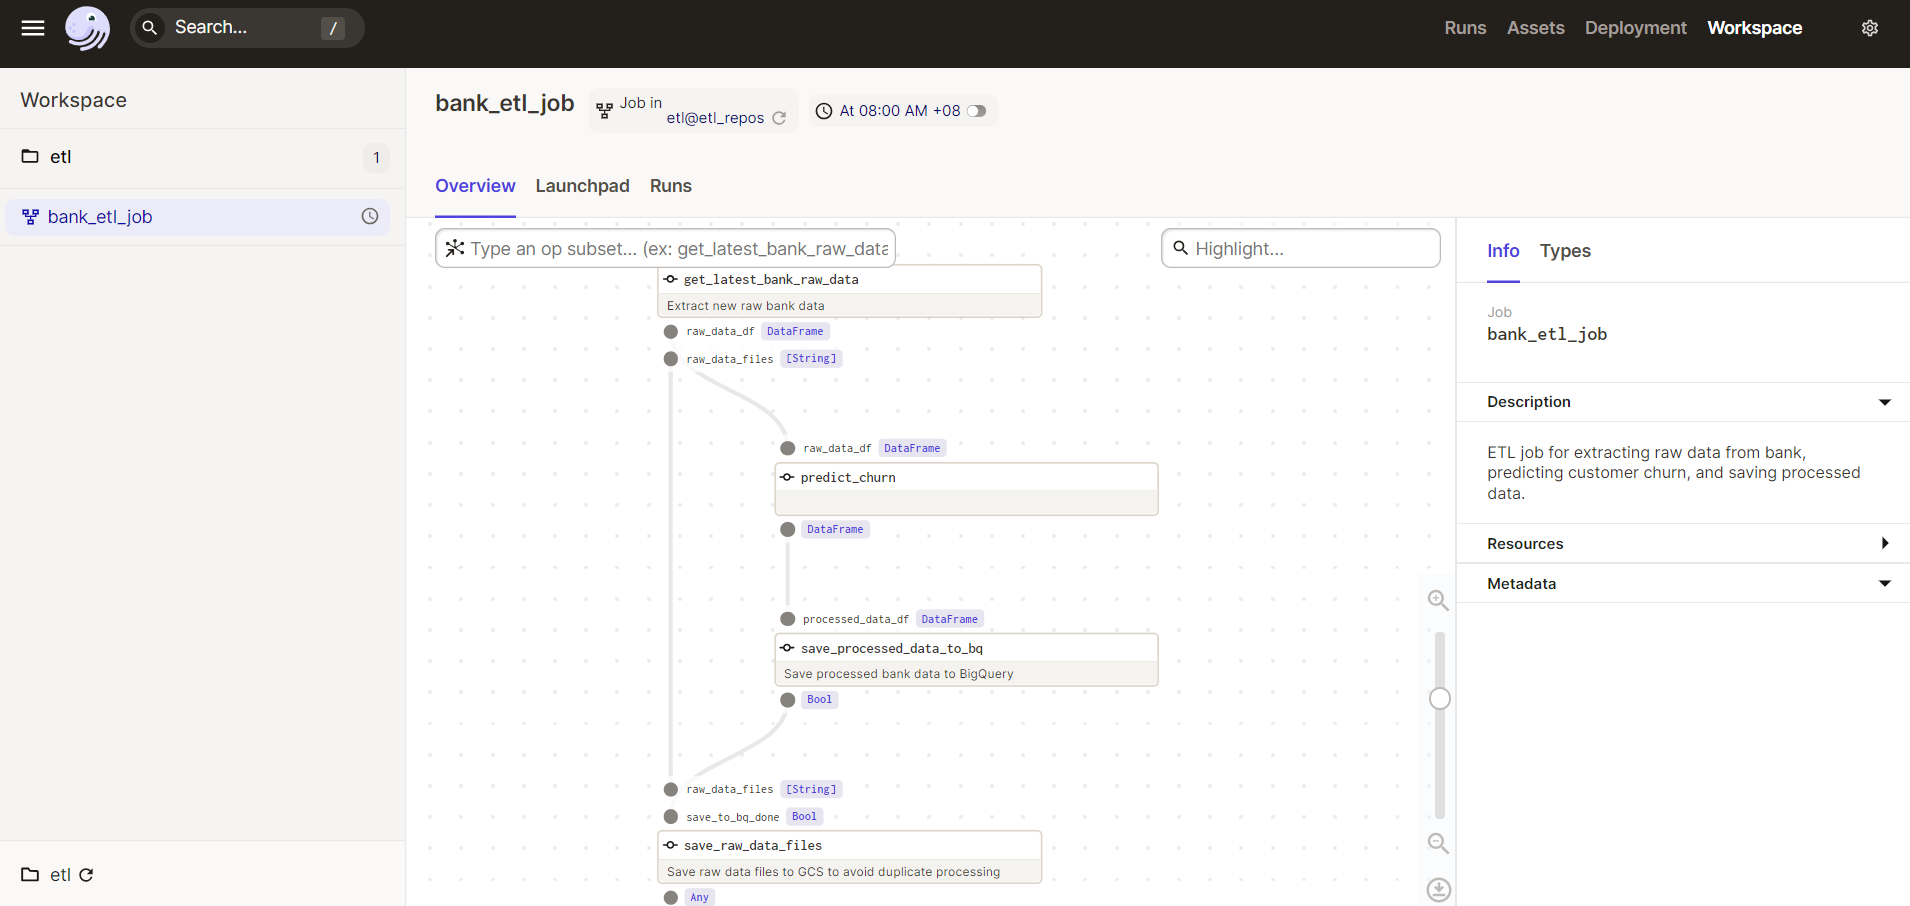 Search...
/
Runs
Assets
Deployment
Workspace
Workspace
etl
1
bank_etl_job
etl
bank_etl_job
Job in
etl@etl_repos
At 08:00 AM +08
Overview
Launchpad
Runs
Type an op subset... (ex: get_latest_bank_raw_data
Highlight...
get_latest_bank_raw_data
Extract new raw bank data
raw_data_df DataFrame
raw_data_files [String]
raw_data_df DataFrame
predict_churn
DataFrame
processed_data_df DataFrame
save_processed_data_to_bq
Save processed bank data to BigQuery
Bool
raw_data_files [String]
save_to_bq_done Bool
save_raw_data_files
Save raw data files to GCS to avoid duplicate processing
Any
Info
Types
Job
bank_etl_job
Description
ETL job for extracting raw data from bank,
predicting customer churn, and saving processed
data.
Resources
Metadata